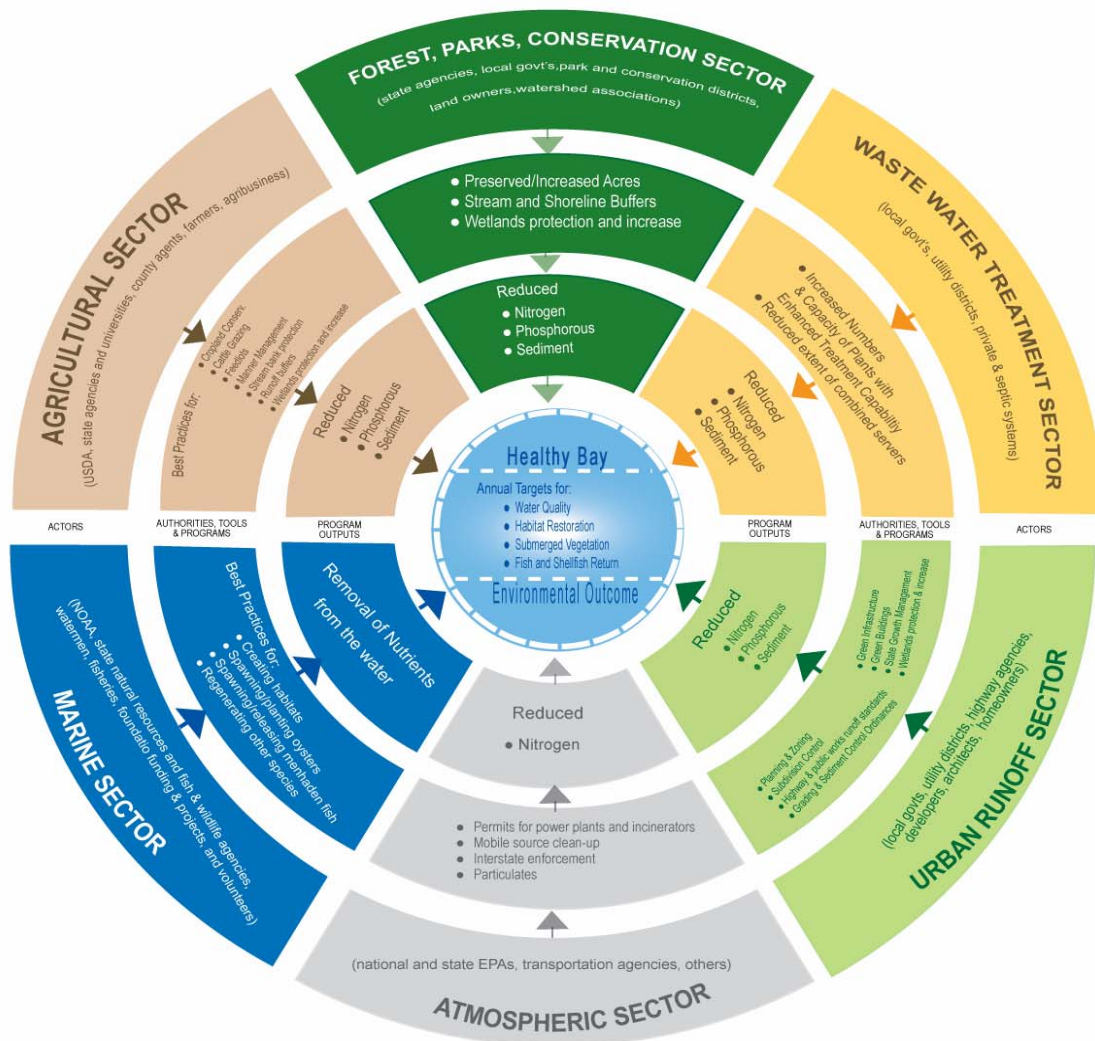 FOREST, PARKS, CONSERVATION SECTOR
(state agencies, local govt's,park and conservation districts,
land owners,watershed associations)
● Preserved/Increased Acres
● Stream and Shoreline Buffers
● Wetlands protection and increase
Reduced
● Nitrogen
● Phosphorous
● Sediment
WASTE WATER TREATMENT SECTOR
(local govt's, utility districts, private & septic systems)
● Increased Numbers
& Capacity of Plants with
Enhanced Treatment Capability
● Reduced extent of combined servers
Reduced
● Nitrogen
● Phosphorous
● Sediment
AGRICULTURAL SECTOR
(USDA, state agencies and universities, county agents, farmers, agribusiness)
Best Practices for:
● Cropland Conserv.
● Cattle Grazing
● Feedlots
● Manner Management
● Stream bank protection
● Runoff buffers
● Wetlands protection and increase
Reduced
● Nitrogen
● Phosphorous
● Sediment
Healthy Bay
Annual Targets for:
● Water Quality
● Habitat Restoration
● Submerged Vegetation
● Fish and Shellfish Return
Environmental Outcome
ACTORS
AUTHORITIES, TOOLS
& PROGRAMS
PROGRAM
OUTPUTS
PROGRAM
OUTPUTS
AUTHORITIES, TOOLS
& PROGRAMS
ACTORS
MARINE SECTOR
(NOAA, state natural resources and fish & wildlife agencies,
watermen, fisheries, foundatio funding & projects, and volunteers)
Best Practices for:
● Creating habitats
● Spawning/planting oysters
● Spawning/releasing menhaden fish
● Regenerating other species
Removal of Nutrients
from the water
Reduced
● Nitrogen
● Phosphorous
● Sediment
● Green Infrastructure
● Green Buildings
● State Growth Management
● Wetlands protection & increase
● Planning & Zoning
● Subdivision Control
● Highway & public works runoff standards
● Grading & Sediment Control Ordinances
(local govts, utility districts, highway agencies,
developers, architects, homeowners)
URBAN RUNOFF SECTOR
Reduced
● Nitrogen
● Permits for power plants and incinerators
● Mobile source clean-up
● Interstate enforcement
● Particulates
(national and state EPAs, transportation agencies, others)
ATMOSPHERIC SECTOR